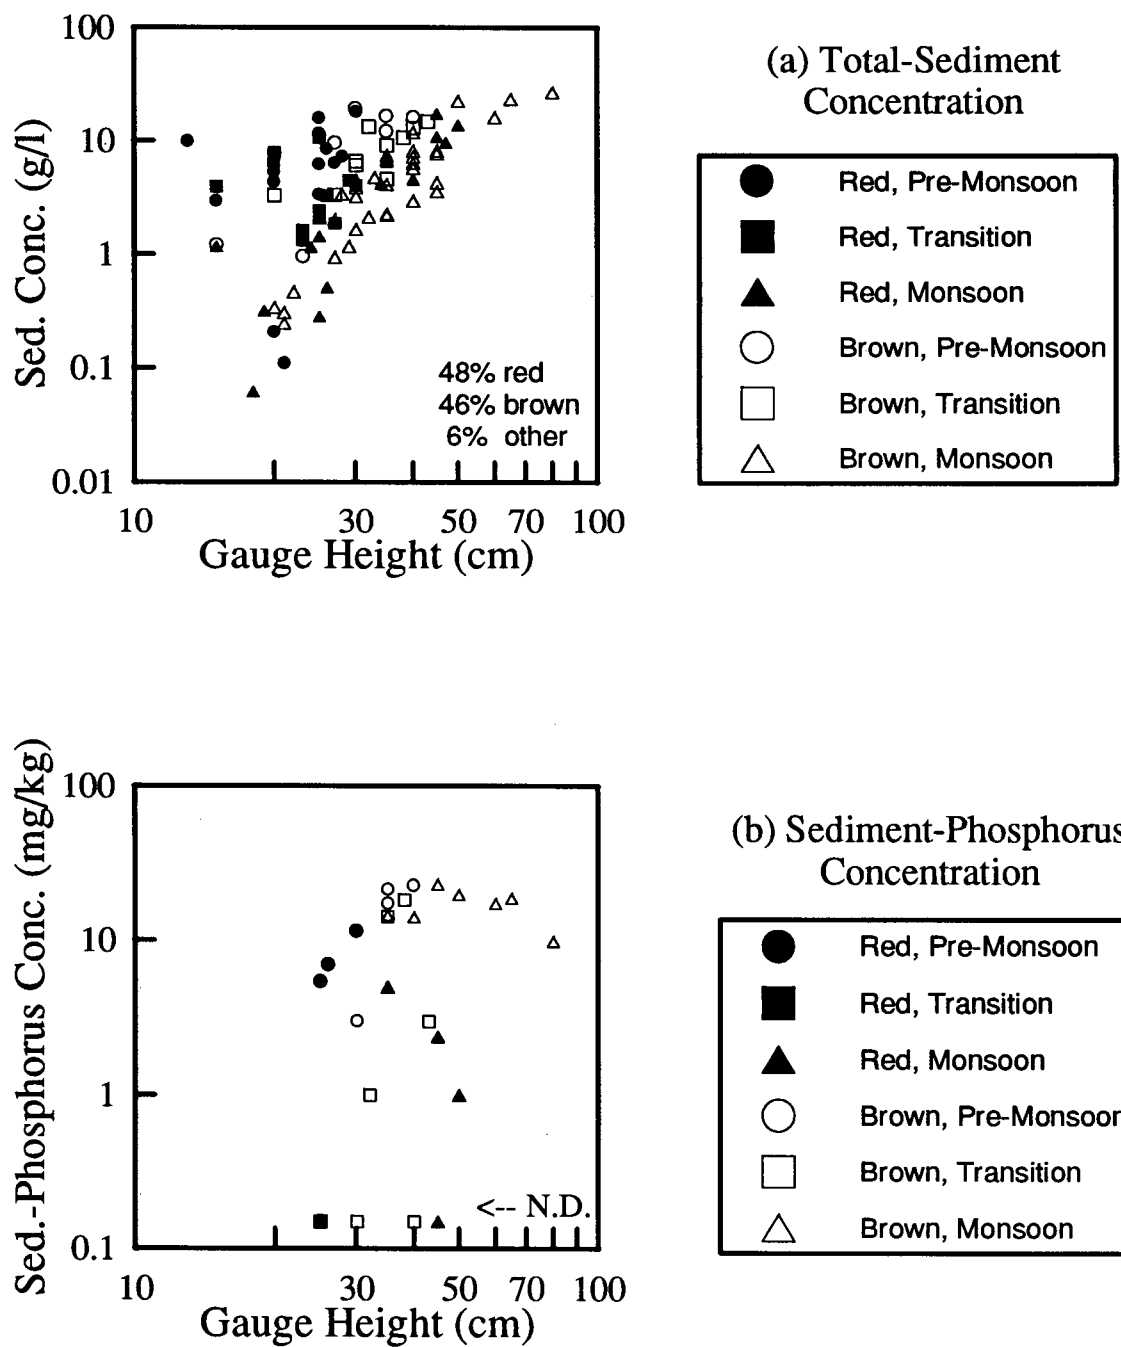 (a) Total-Sediment
Concentration
Sed. Conc. (g/l)
100
10
1
0.1
0.01
48% red
46% brown
6% other
10
30
50
70
100
Gauge Height (cm)
Red, Pre-Monsoon
Red, Transition
Red, Monsoon
Brown, Pre-Monsoon
Brown, Transition
Brown, Monsoon
(b) Sediment-Phosphorus
Concentration
Sed.-Phosphorus Conc. (mg/kg)
100
10
1
0.1
<-- N.D.
10
30
50
70
100
Gauge Height (cm)
Red, Pre-Monsoon
Red, Transition
Red, Monsoon
Brown, Pre-Monsoon
Brown, Transition
Brown, Monsoon